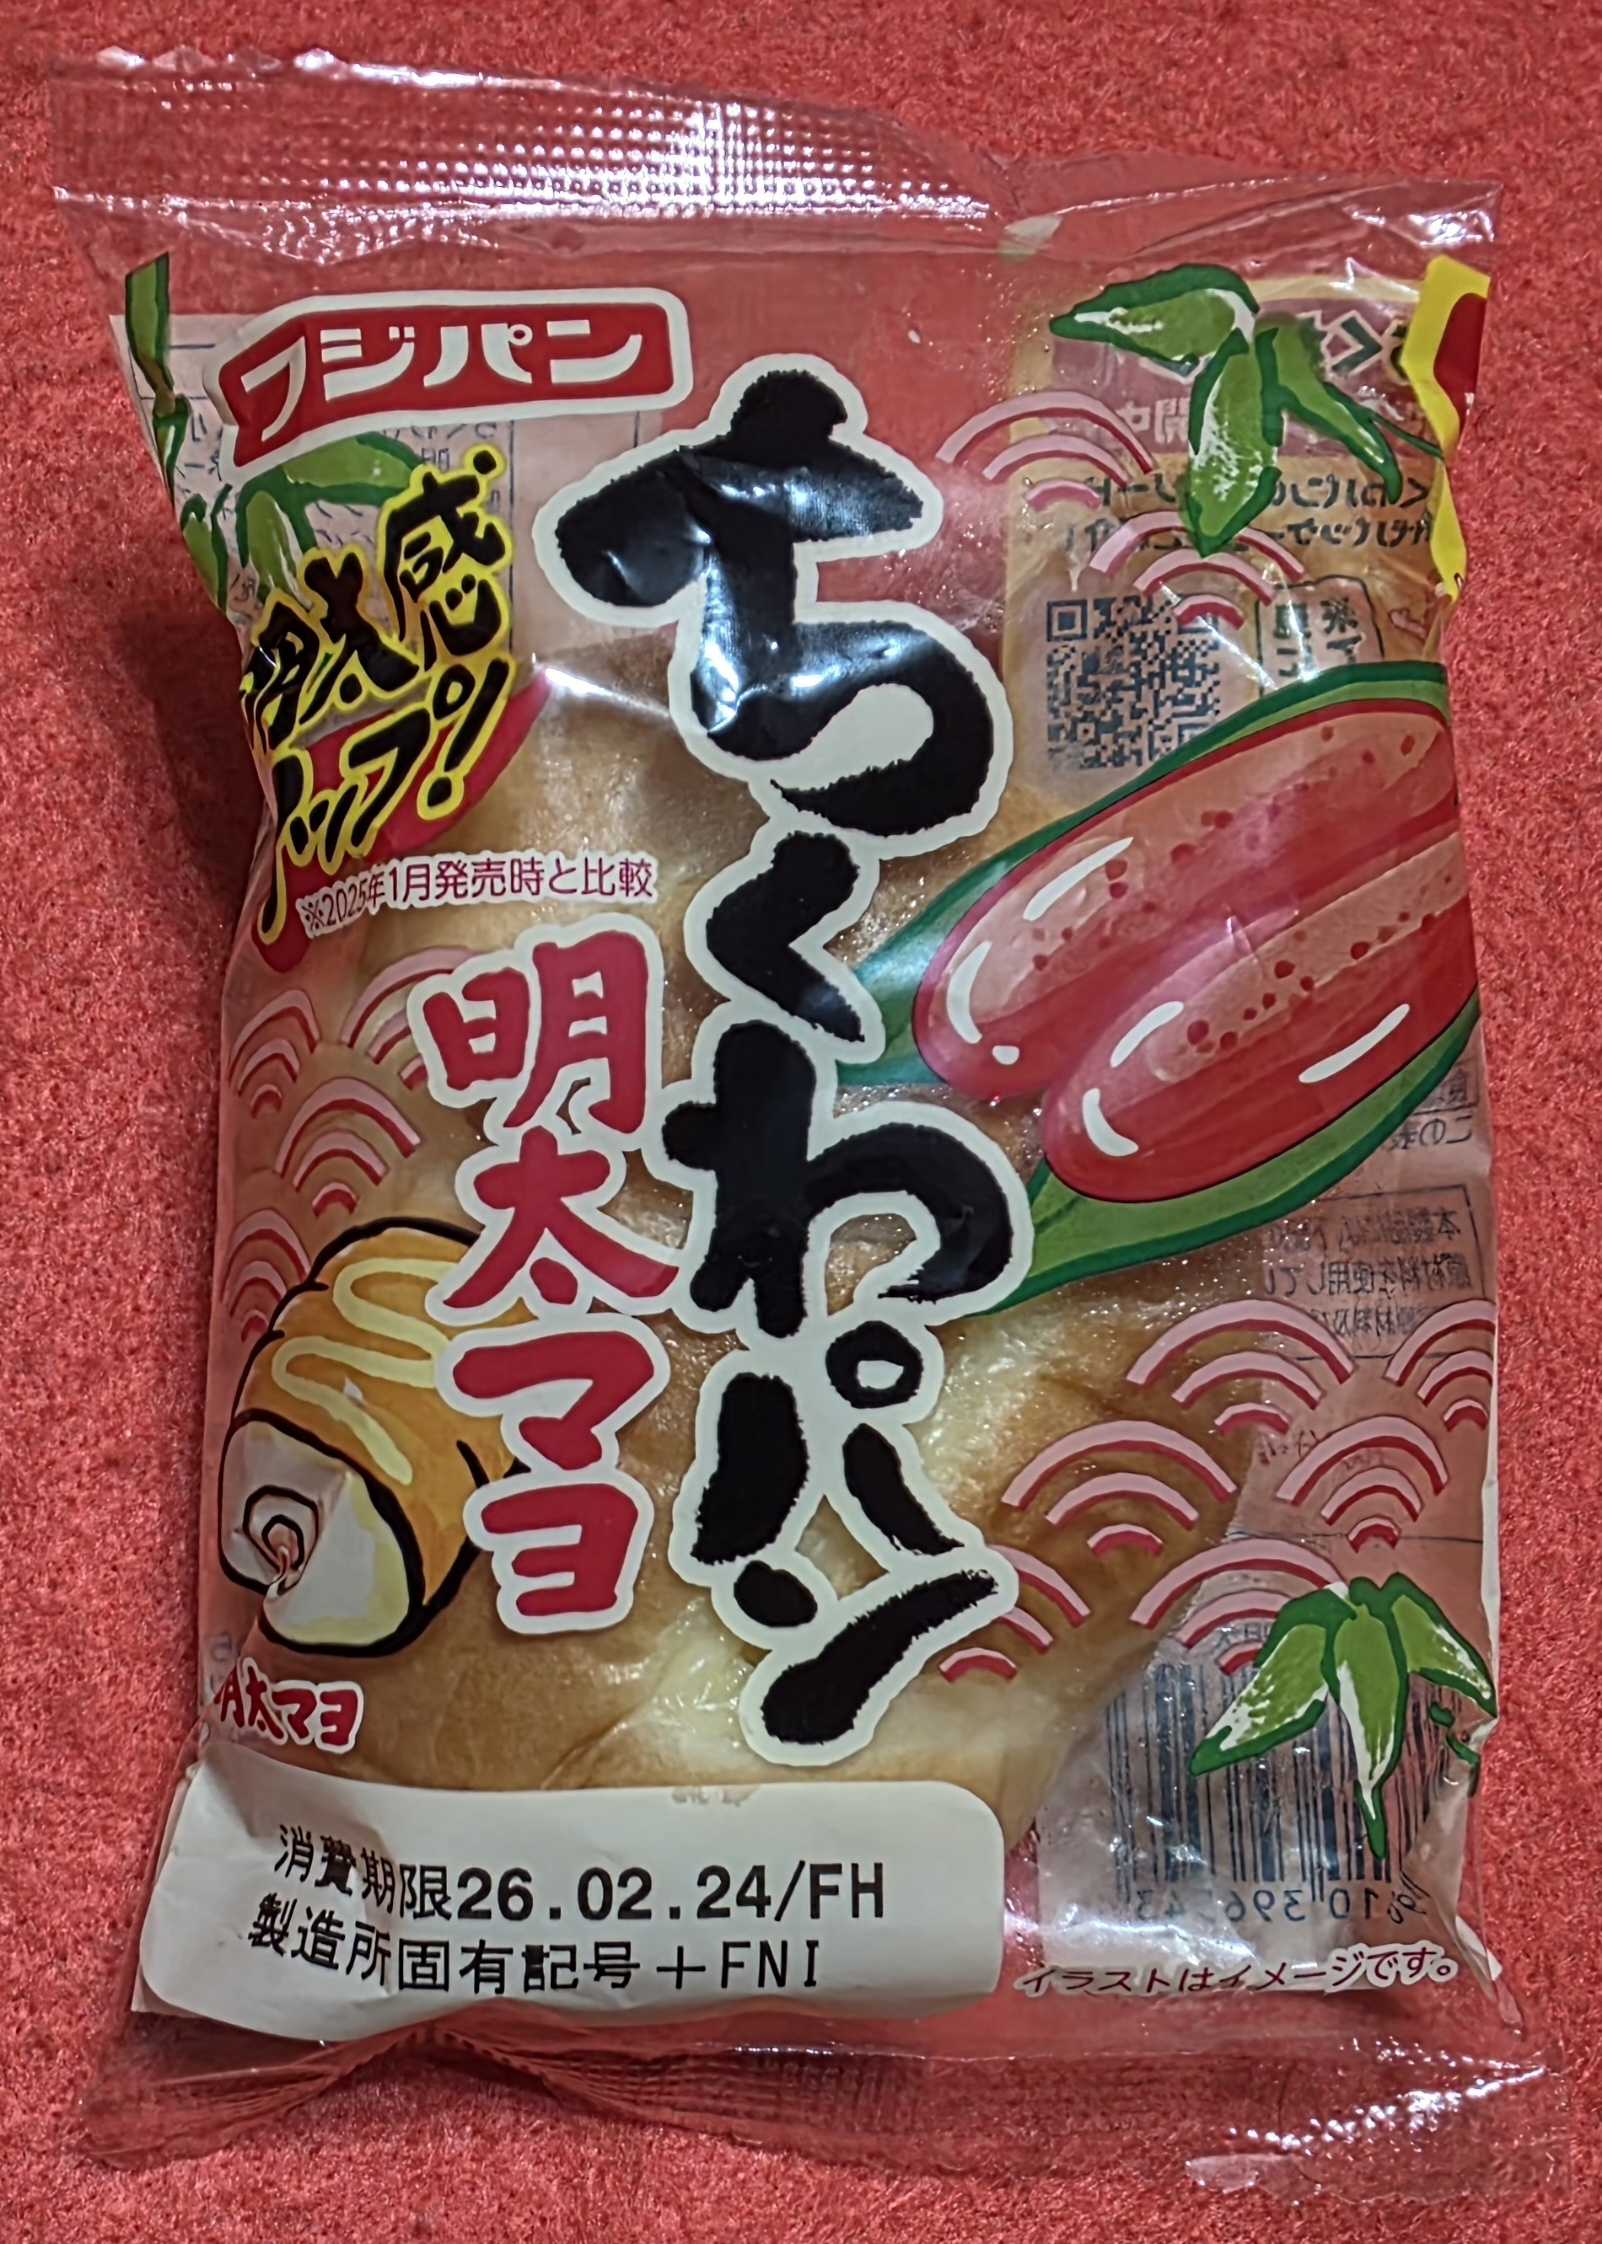 フジパン
明太感
アップ!
※2025年1月発売時と比較
ちくわパン
明太マヨ
明太マヨ
消費期限26.02.24/FH
製造所固有記号+FNI
イラストはイメージです。